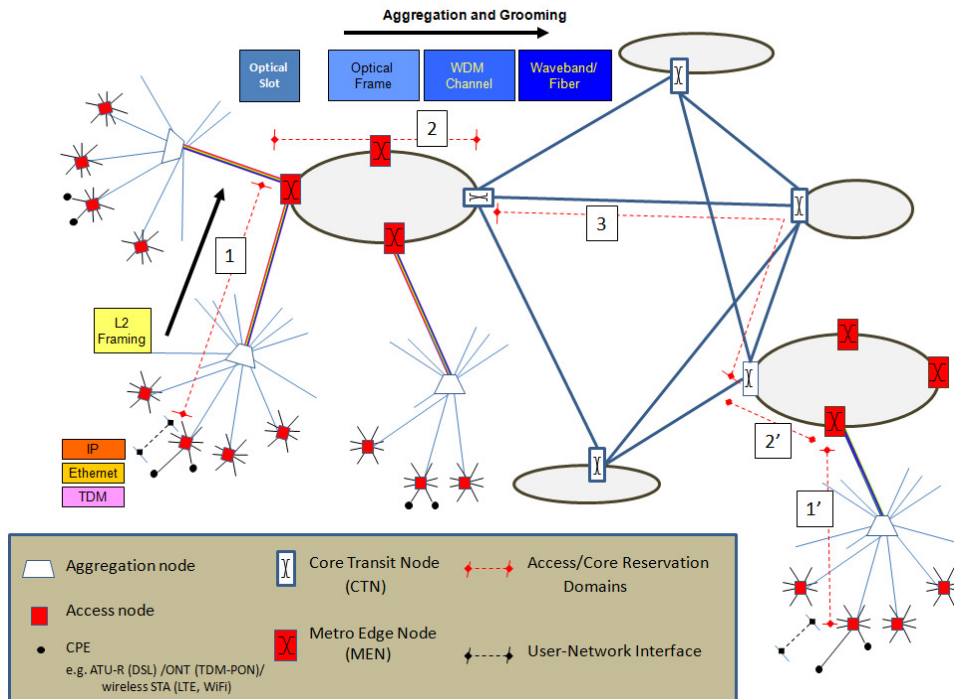 Aggregation and Grooming
Optical
Slot
Optical
Frame
WDM
Channel
Waveband/
Fiber
2
3
1
L2
Framing
IP
Ethernet
TDM
2’
1’
Aggregation node
Access node
CPE
e.g. ATU-R (DSL) /ONT (TDM-PON)/
wireless STA (LTE, WiFi)
Core Transit Node
(CTN)
Metro Edge Node
(MEN)
Access/Core Reservation
Domains
User-Network Interface